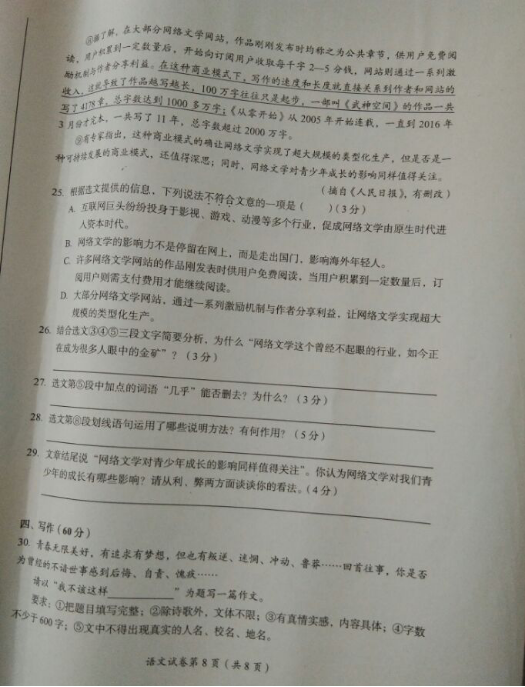 ⑧据了解，在大部分网络文学网站，作品刚刚发布时均称之为公共章节，供用户免费阅
读，用户积累到一定数量后，开始向订阅用户收取每千字2—5分钱，网站则通过一系列激
励机制与作者分享利益。在这种商业模式下，写作的速度和长度就直接关系到作者和网站的
收入，这就导致了作品越写越长，100万字往往只是起步，一部叫《武神空间》的作品一共
写了4178章，总字数达到1000多万字；《从零开始》从2005年开始连载，一直到2016年
3月份才完本，一共写了11年，总字数超过2000万字。
⑨有专家指出，这种商业模式的确让网络文学实现了超大规模的类型化生产，但是否是一
种可持续发展的商业模式，还值得深思；同时，网络文学对青少年成长的影响同样值得关注。
（摘自《人民日报》，有删改）
25. 根据选文提供的信息，下列说法不符合文章的一项是（　　）（3分）
A. 互联网巨头纷纷投身于影视、游戏、动漫等多个行业，促成网络文学由原生时代进
入资本时代。
B. 网络文学的影响力不是停留在网上，而是走出国门，影响海外年轻人。
C. 许多网络文学网站的作品刚发表时供用户免费阅读，当用户积累到一定数量后，订
阅用户则需支付费用才能继续阅读。
D. 大部分网络文学网站，通过一系列激励机制与作者分享利益，让网络文学实现超大
规模的类型化生产。
26. 结合选文③④⑤三段文字简要分析，为什么“网络文学这个曾经不起眼的行业，如今正
在成为很多人眼中的金矿”？（3分）
27. 选文第⑤段中加点的词语“几乎”能否删去？为什么？（3分）
28. 选文第⑧段划线语句运用了哪些说明方法？有何作用？（5分）
29. 文章结尾说“网络文学对青少年成长的影响同样值得关注”。你认为网络文学对我们青
少年的成长有哪些影响？请从利、弊两方面谈谈你的看法。（4分）
四、写作（60分）
30. 青春无限美好，有追求有梦想，但也有叛逆、迷惘、冲动、鲁莽……回首往事，你是否
为曾经的不谙世事感到后悔、自责、愧疚……
请以“我不该这样________”为题写一篇作文。
要求：①把题目填写完整；②除诗歌外，文体不限；③有真情实感，内容具体；④字数
不少于600字；⑤文中不得出现真实的人名、校名、地名。
语文试卷第8页（共8页）